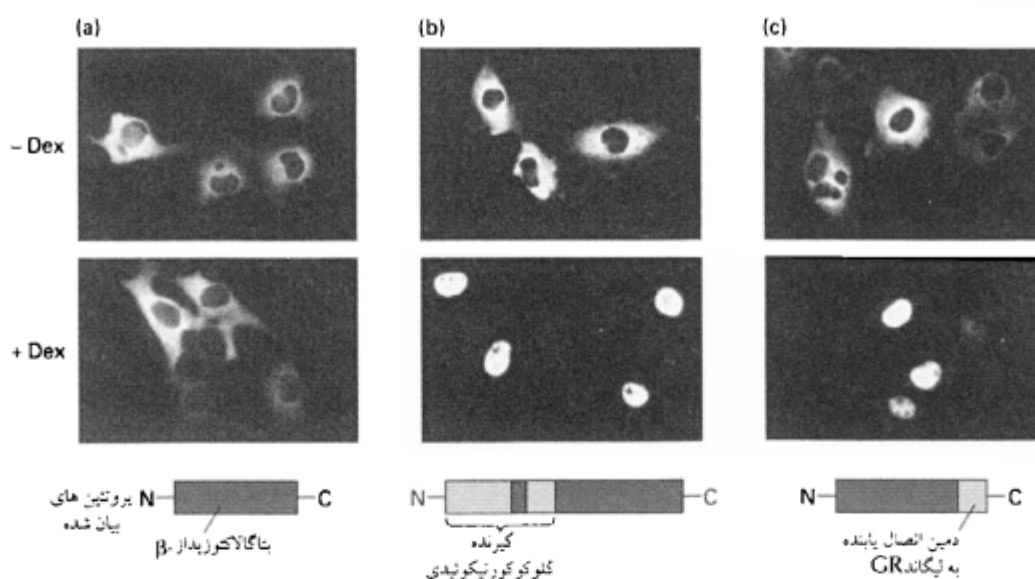 (a) (b) (c)
– Dex
+ Dex
N C
پروتئین های
بیان شده
بتاگالاکتوزیداز -β
N C
گیرنده
گلوکوکورتیکوئیدی
N C
دمین اتصال یابنده
به لیگاند GR